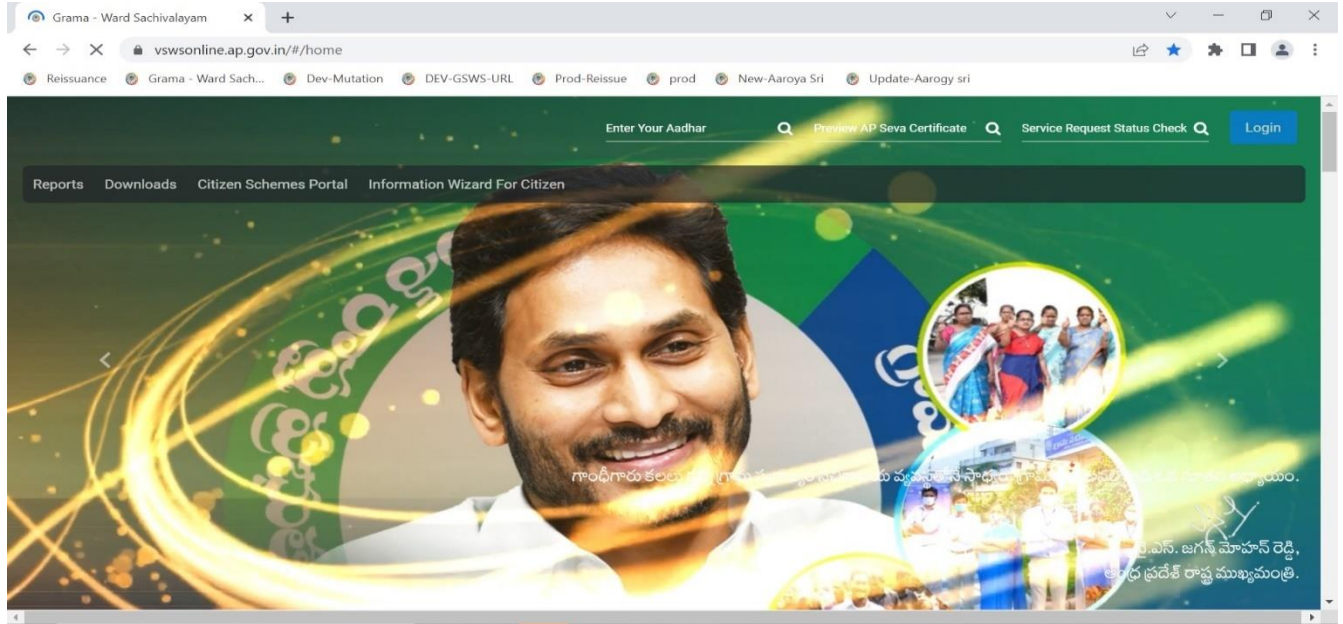 Grama - Ward Sachivalayam
vswsonline.ap.gov.in/#/home
Reissuance Grama - Ward Sach... Dev-Mutation DEV-GSWS-URL Prod-Reissue prod New-Aaroya Sri Update-Aarogy sri
Enter Your Aadhar Preview AP Seva Certificate Service Request Status Check Login
Reports Downloads Citizen Schemes Portal Information Wizard For Citizen
గాంధీగారు
వై.ఎస్. జగన్ మోహన్ రెడ్డి,
ఆంధ్ర ప్రదేశ్ రాష్ట్ర ముఖ్యమంత్రి.